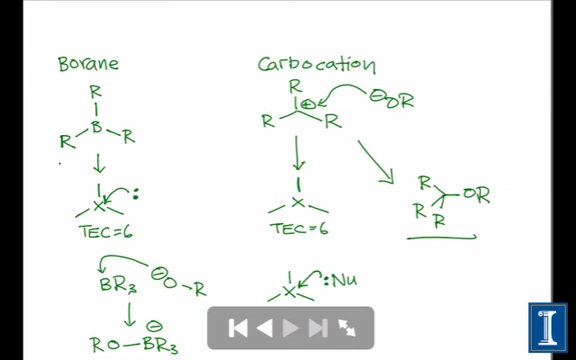 Borane
R
B
R R
TEC=6
BR3
⊖
O-R
⊖
RO—BR3
Carbocation
R
⊕
R R
⊖OR
TEC=6
:Nu
R
OR
R
R
I